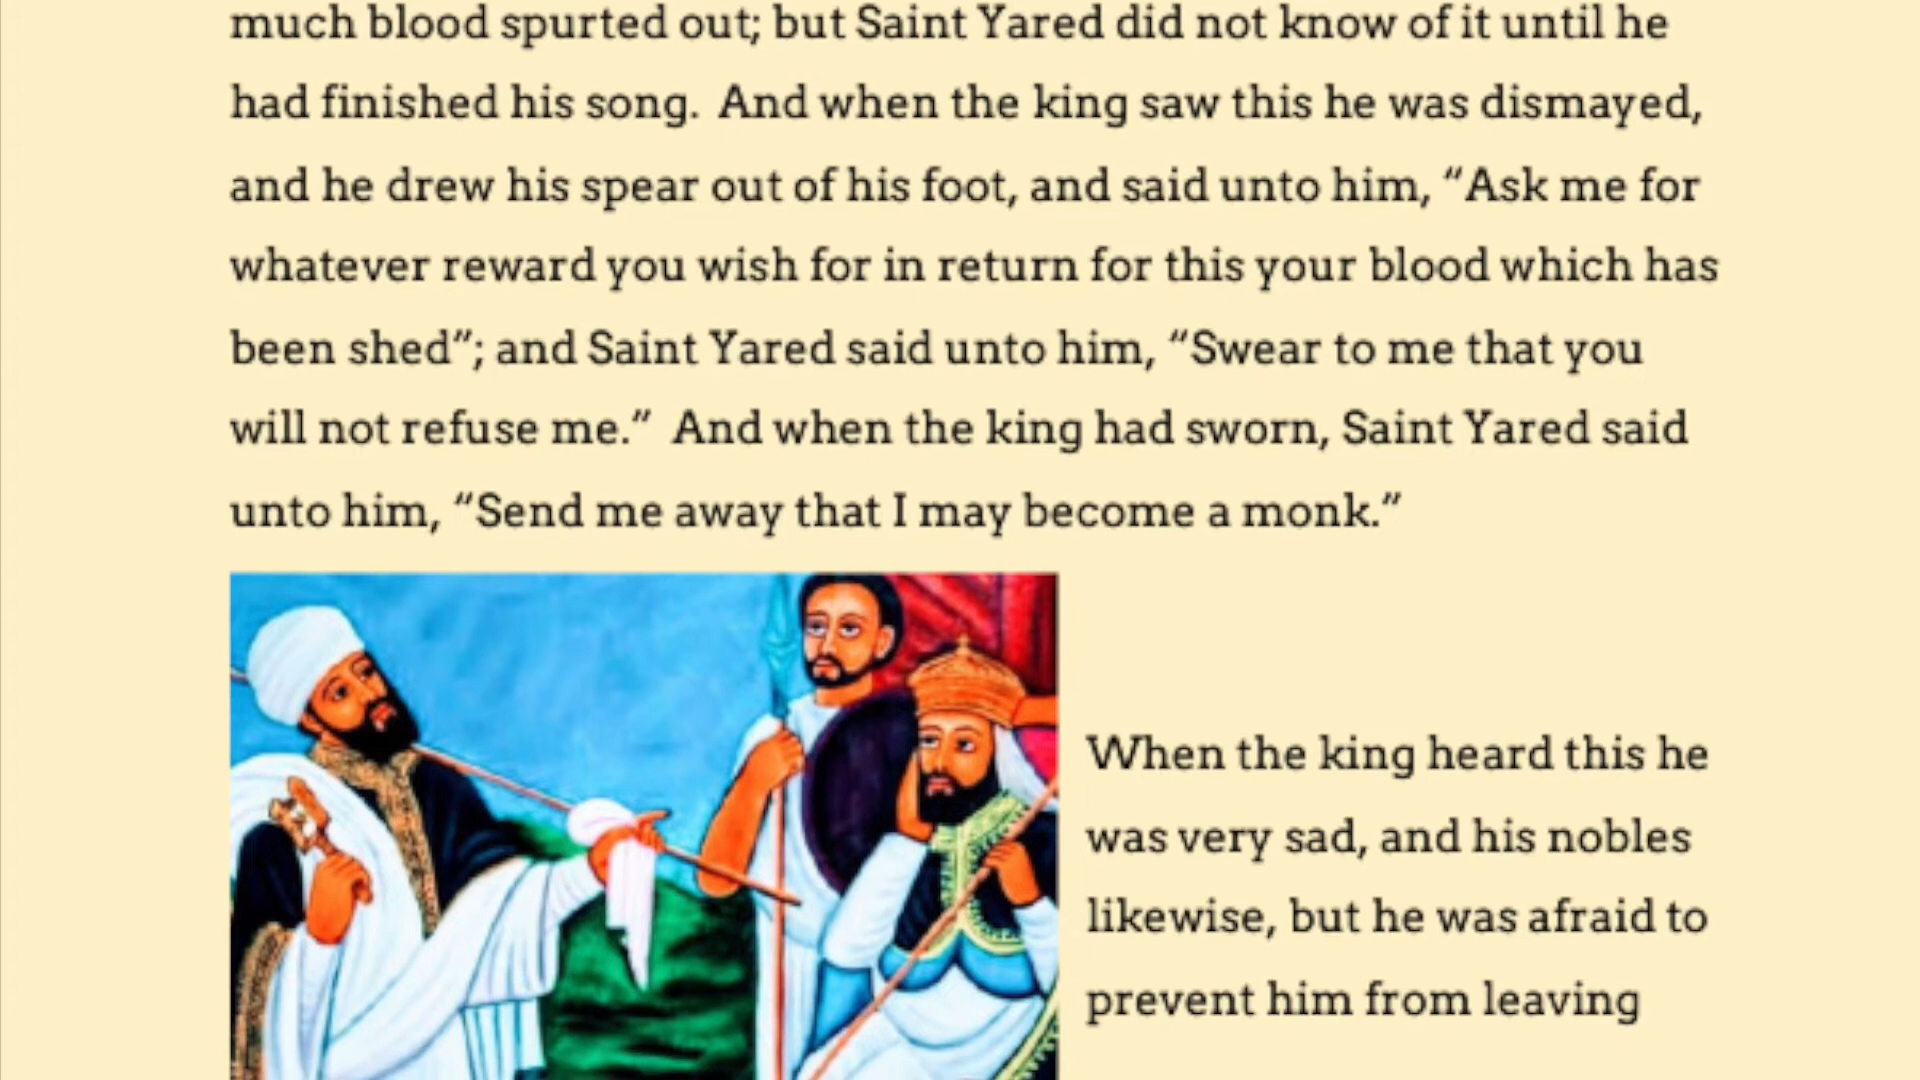 much blood spurted out; but Saint Yared did not know of it until he
had finished his song. And when the king saw this he was dismayed,
and he drew his spear out of his foot, and said unto him, “Ask me for
whatever reward you wish for in return for this your blood which has
been shed”; and Saint Yared said unto him, “Swear to me that you
will not refuse me.” And when the king had sworn, Saint Yared said
unto him, “Send me away that I may become a monk.”
When the king heard this he
was very sad, and his nobles
likewise, but he was afraid to
prevent him from leaving